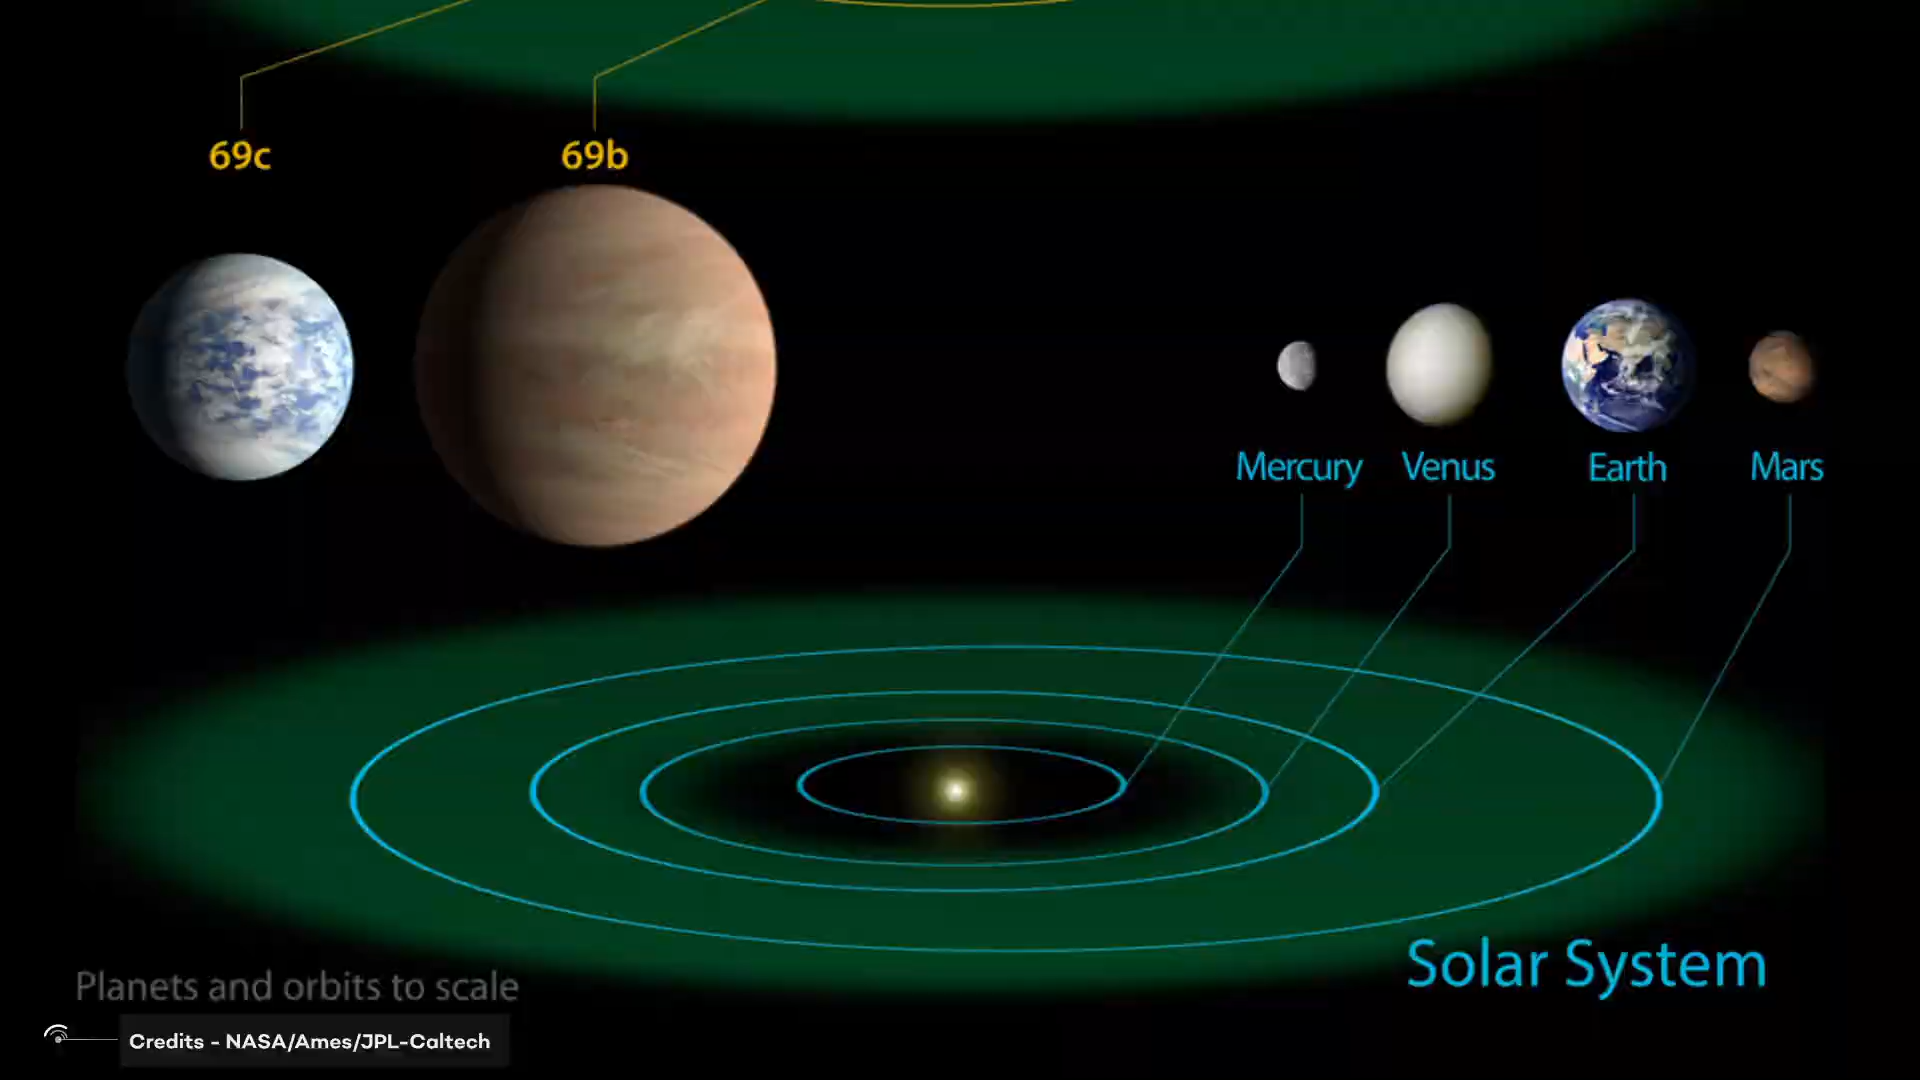 69c
69b
Mercury
Venus
Earth
Mars
Solar System
Planets and orbits to scale
Credits - NASA/Ames/JPL-Caltech